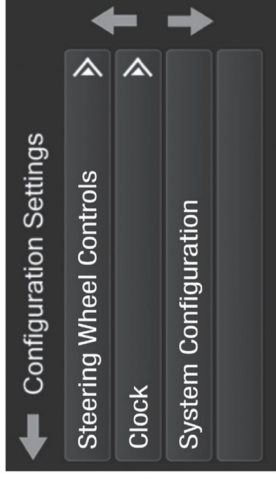 Configuration Settings
Steering Wheel Controls
Clock
System Configuration